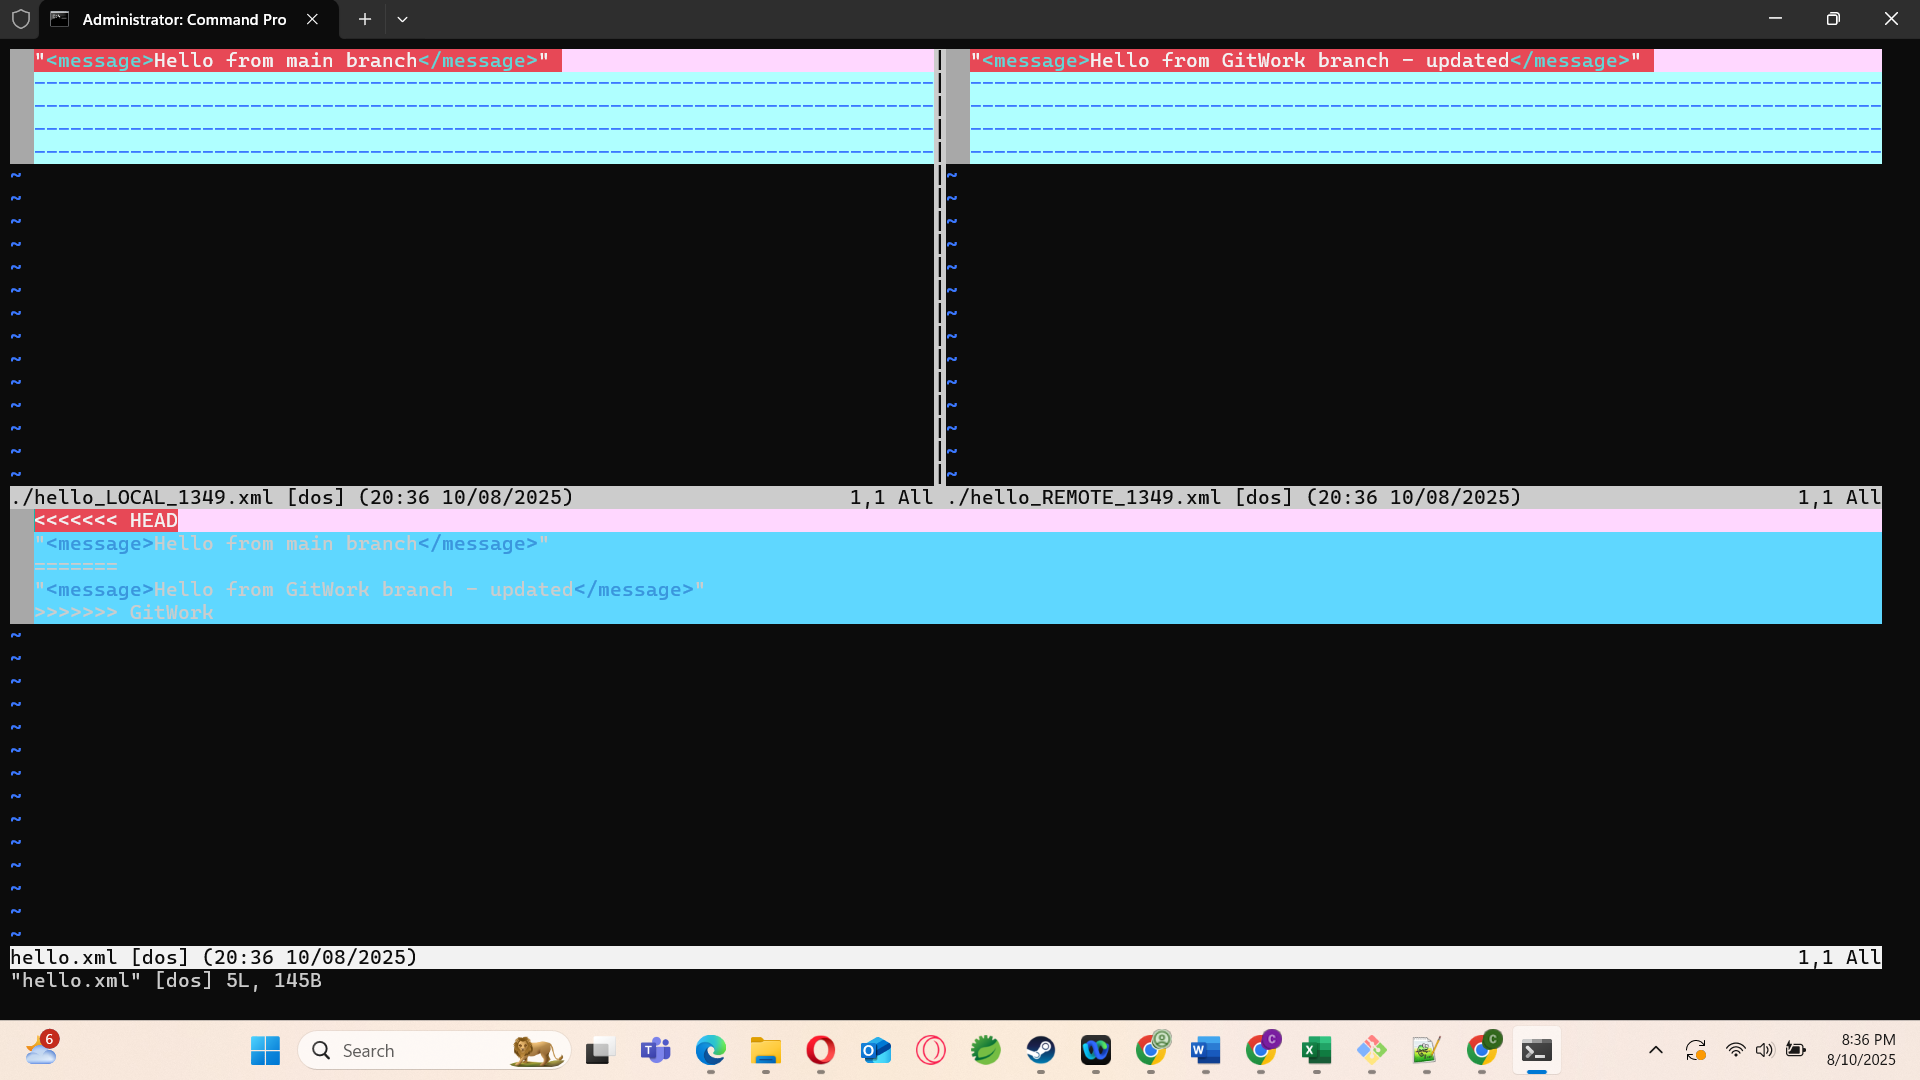 Administrator: Command Pro
"<message>Hello from main branch</message>"
"<message>Hello from GitWork branch - updated</message>"
./hello_LOCAL_1349.xml [dos] (20:36 10/08/2025) 1,1 All
./hello_REMOTE_1349.xml [dos] (20:36 10/08/2025) 1,1 All
<<<<<<< HEAD
"<message>Hello from main branch</message>"
=======
"<message>Hello from GitWork branch - updated</message>"
>>>>>>> GitWork
hello.xml [dos] (20:36 10/08/2025) 1,1 All
"hello.xml" [dos] 5L, 145B
6
Search
8:36 PM
8/10/2025